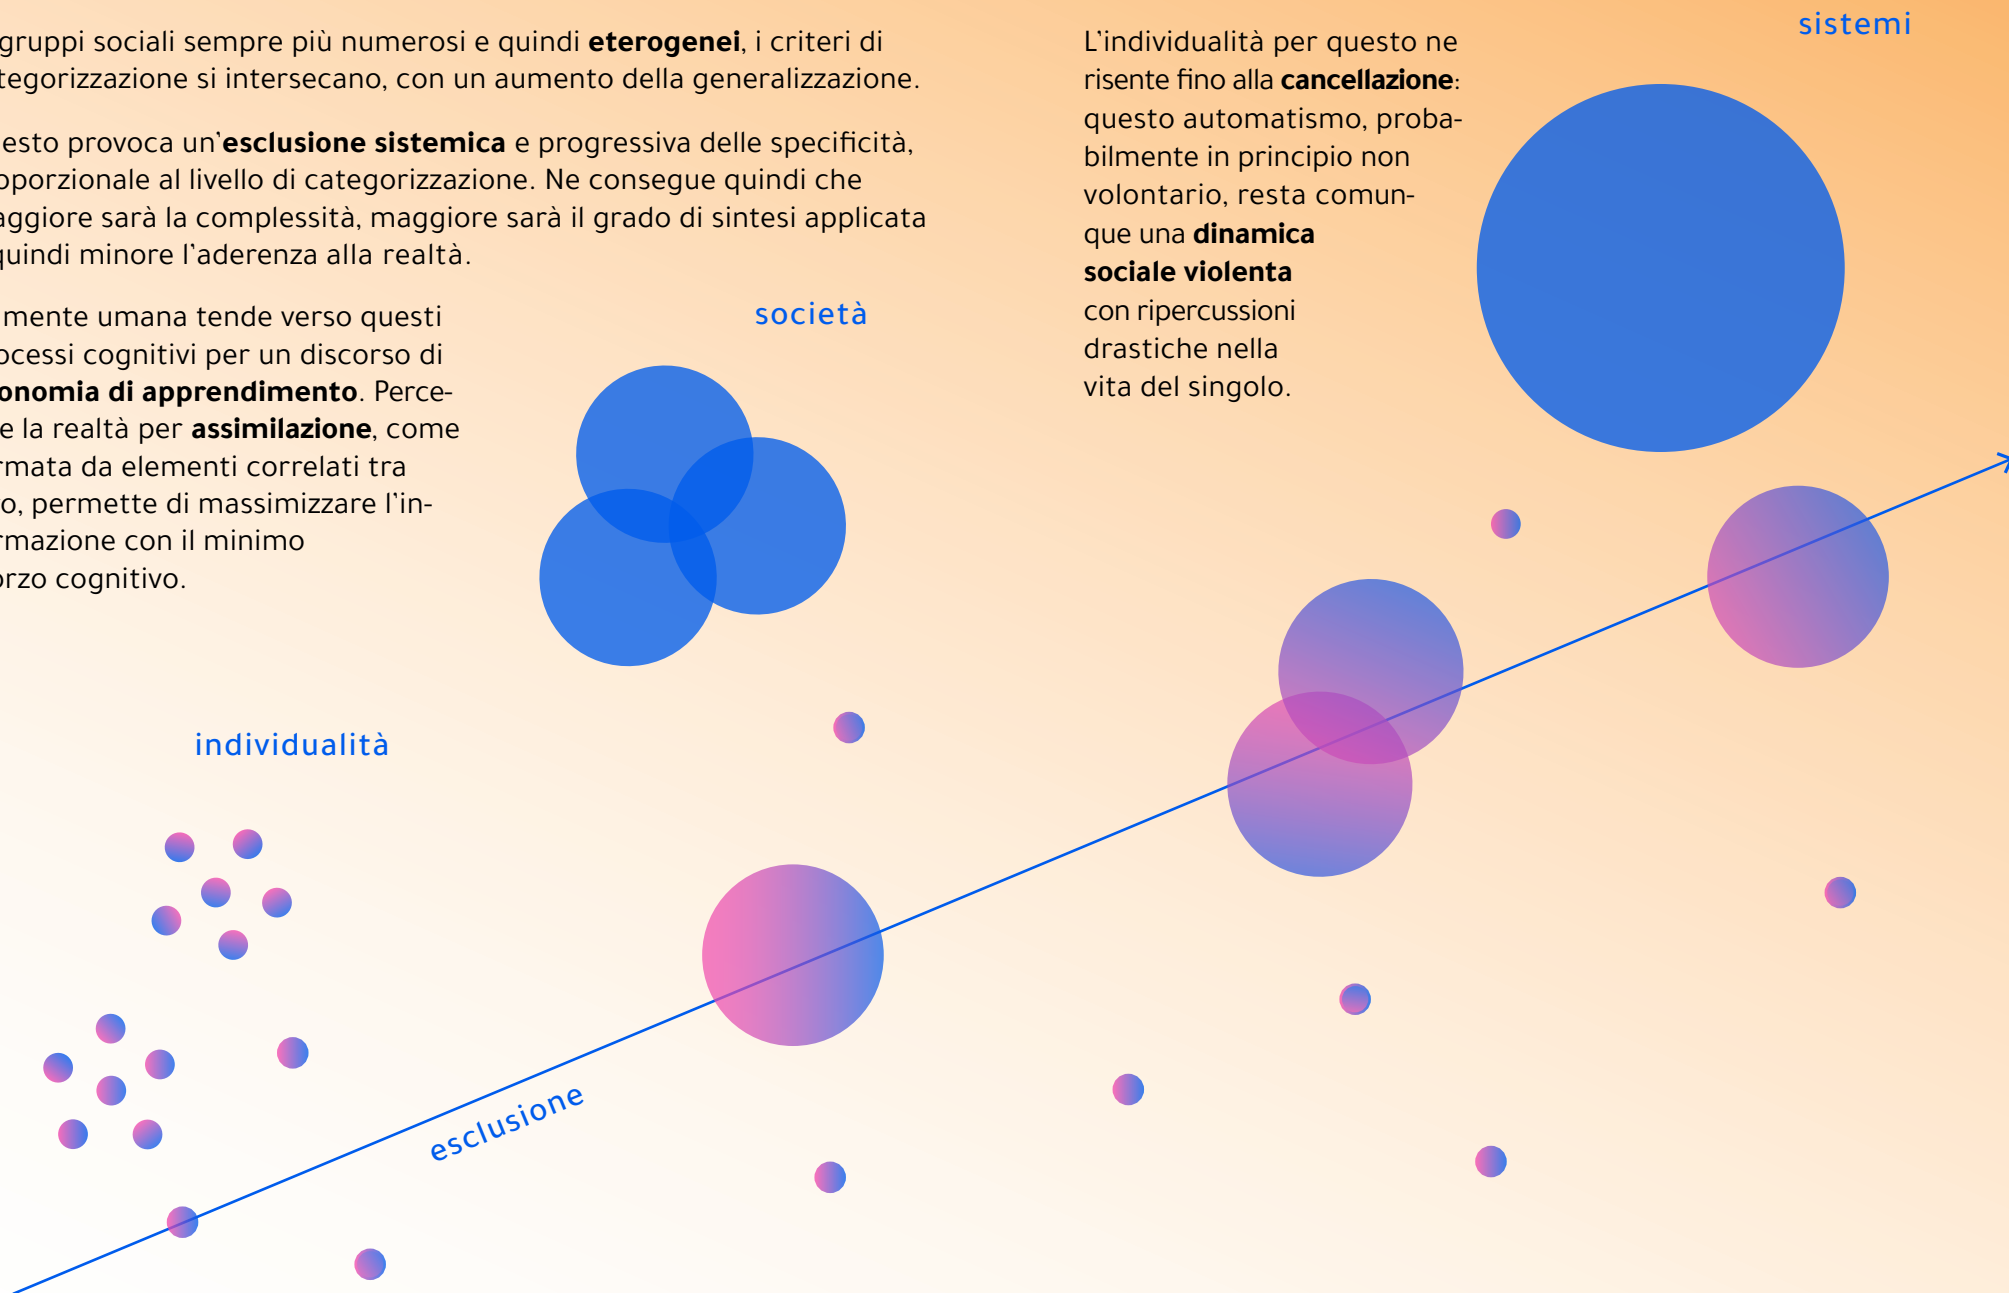 gruppi sociali sempre più numerosi e quindi eterogenei, i criteri di
tegorizzazione si intersecano, con un aumento della generalizzazione.
esto provoca un'esclusione sistemica e progressiva delle specificità,
oporzionale al livello di categorizzazione. Ne consegue quindi che
aggiore sarà la complessità, maggiore sarà il grado di sintesi applicata
quindi minore l'aderenza alla realtà.
mente umana tende verso questi
ocessi cognitivi per un discorso di
onomia di apprendimento. Perce-
e la realtà per assimilazione, come
rmata da elementi correlati tra
o, permette di massimizzare l'in-
rmazione con il minimo
orzo cognitivo.
società
individualità
esclusione
L'individualità per questo ne
risente fino alla cancellazione:
questo automatismo, proba-
bilmente in principio non
volontario, resta comun-
que una dinamica
sociale violenta
con ripercussioni
drastiche nella
vita del singolo.
sistemi